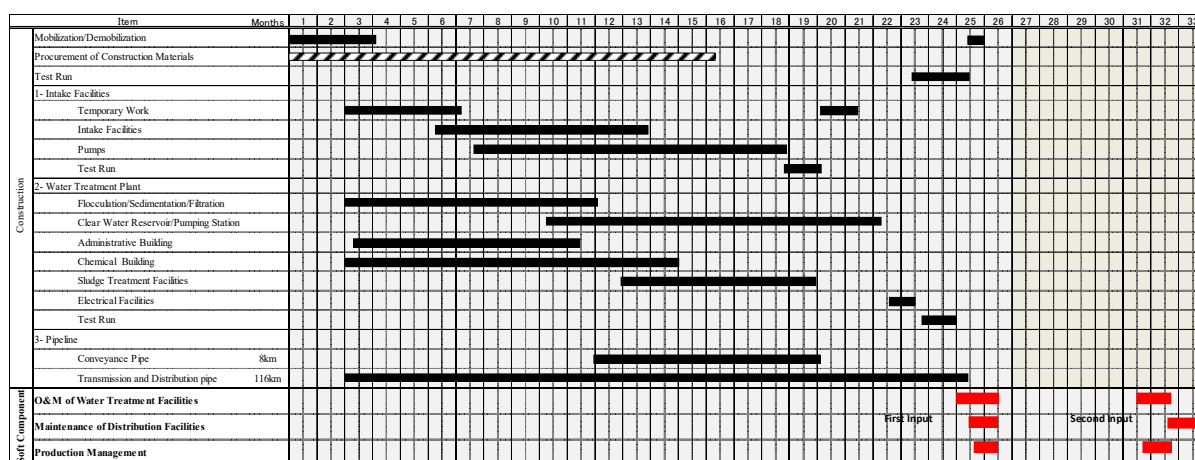 Item Months 1 2 3 4 5 6 7 8 9 10 11 12 13 14 15 16 17 18 19 20 21 22 23 24 25 26 27 28 29 30 31 32 33
Construction
Mobilization/Demobilization
Procurement of Construction Materials
Test Run
1- Intake Facilities
Temporary Work
Intake Facilities
Pumps
Test Run
2- Water Treatment Plant
Flocculation/Sedimentation/Filtration
Clear Water Reservoir/Pumping Station
Administrative Building
Chemical Building
Sludge Treatment Facilities
Electrical Facilities
Test Run
3- Pipeline
Conveyance Pipe 8km
Transmission and Distribution pipe 116km
Soft Component
O&M of Water Treatment Facilities
First Input Second Input
Maintenance of Distribution Facilities
Production Management